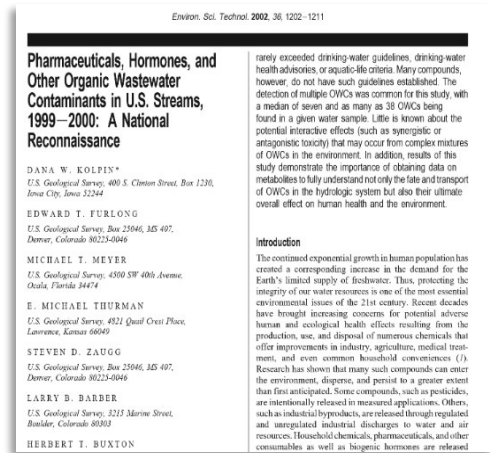 Environ. Sci. Technol. 2002, 36, 1202−1211
Pharmaceuticals, Hormones, and
Other Organic Wastewater
Contaminants in U.S. Streams,
1999−2000: A National
Reconnaissance
DANA W. KOLPIN*
U.S. Geological Survey, 400 S. Clinton Street, Box 1230,
Iowa City, Iowa 52244
EDWARD T. FURLONG
U.S. Geological Survey, Box 25046, MS 407,
Denver, Colorado 80225-0046
MICHAEL T. MEYER
U.S. Geological Survey, 4500 SW 40th Avenue,
Ocala, Florida 34474
E. MICHAEL THURMAN
U.S. Geological Survey, 4821 Quail Crest Place,
Lawrence, Kansas 66049
STEVEN D. ZAUGG
U.S. Geological Survey, Box 25046, MS 407,
Denver, Colorado 80225-0046
LARRY B. BARBER
U.S. Geological Survey, 3215 Marine Street,
Boulder, Colorado 80303
HERBERT T. BUXTON
rarely exceeded drinking-water guidelines, drinking-water
health advisories, or aquatic-life criteria. Many compounds,
however, do not have such guidelines established. The
detection of multiple OWCs was common for this study, with
a median of seven and as many as 38 OWCs being
found in a given water sample. Little is known about the
potential interactive effects (such as synergistic or
antagonistic toxicity) that may occur from complex mixtures
of OWCs in the environment. In addition, results of this
study demonstrate the importance of obtaining data on
metabolites to fully understand not only the fate and transport
of OWCs in the hydrologic system but also their ultimate
overall effect on human health and the environment.
Introduction
The continued exponential growth in human population has
created a corresponding increase in the demand for the
Earth's limited supply of freshwater. Thus, protecting the
integrity of our water resources is one of the most essential
environmental issues of the 21st century. Recent decades
have brought increasing concerns for potential adverse
human and ecological health effects resulting from the
production, use, and disposal of numerous chemicals that
offer improvements in industry, agriculture, medical treat-
ment, and even common household conveniences (1).
Research has shown that many such compounds can enter
the environment, disperse, and persist to a greater extent
than first anticipated. Some compounds, such as pesticides,
are intentionally released in measured applications. Others,
such as industrial byproducts, are released through regulated
and unregulated industrial discharges to water and air
resources. Household chemicals, pharmaceuticals, and other
consumables as well as biogenic hormones are released